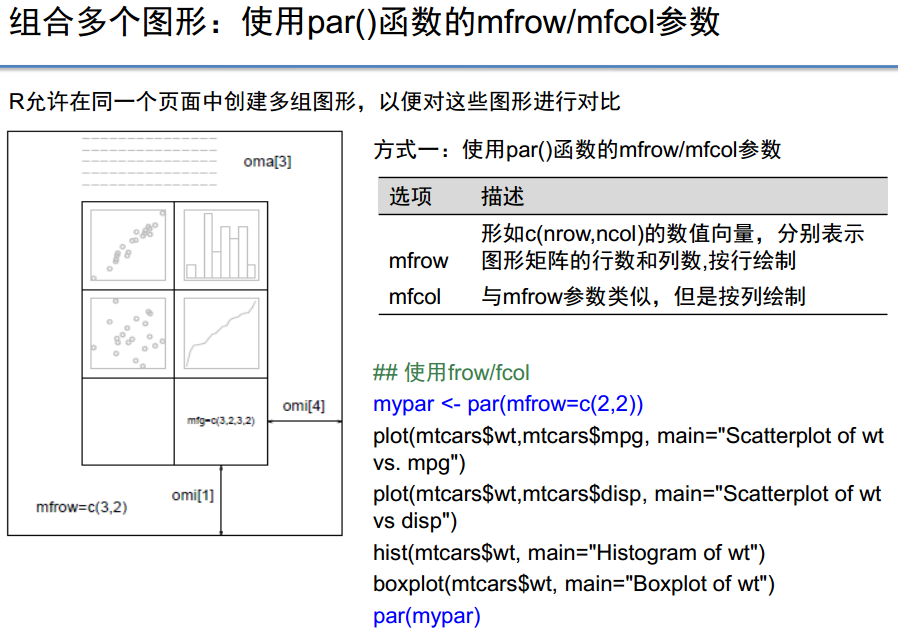 组合多个图形：使用par()函数的mfrow/mfcol参数
R允许在同一个页面中创建多组图形，以便对这些图形进行对比
oma[3]
mfg=c(3,2,3,2)
omi[4]
omi[1]
mfrow=c(3,2)
方式一：使用par()函数的mfrow/mfcol参数
选项 描述
形如c(nrow,ncol)的数值向量，分别表示
mfrow 图形矩阵的行数和列数,按行绘制
mfcol 与mfrow参数类似，但是按列绘制
## 使用frow/fcol
mypar <- par(mfrow=c(2,2))
plot(mtcars$wt,mtcars$mpg, main="Scatterplot of wt
vs. mpg")
plot(mtcars$wt,mtcars$disp, main="Scatterplot of wt
vs disp")
hist(mtcars$wt, main="Histogram of wt")
boxplot(mtcars$wt, main="Boxplot of wt")
par(mypar)